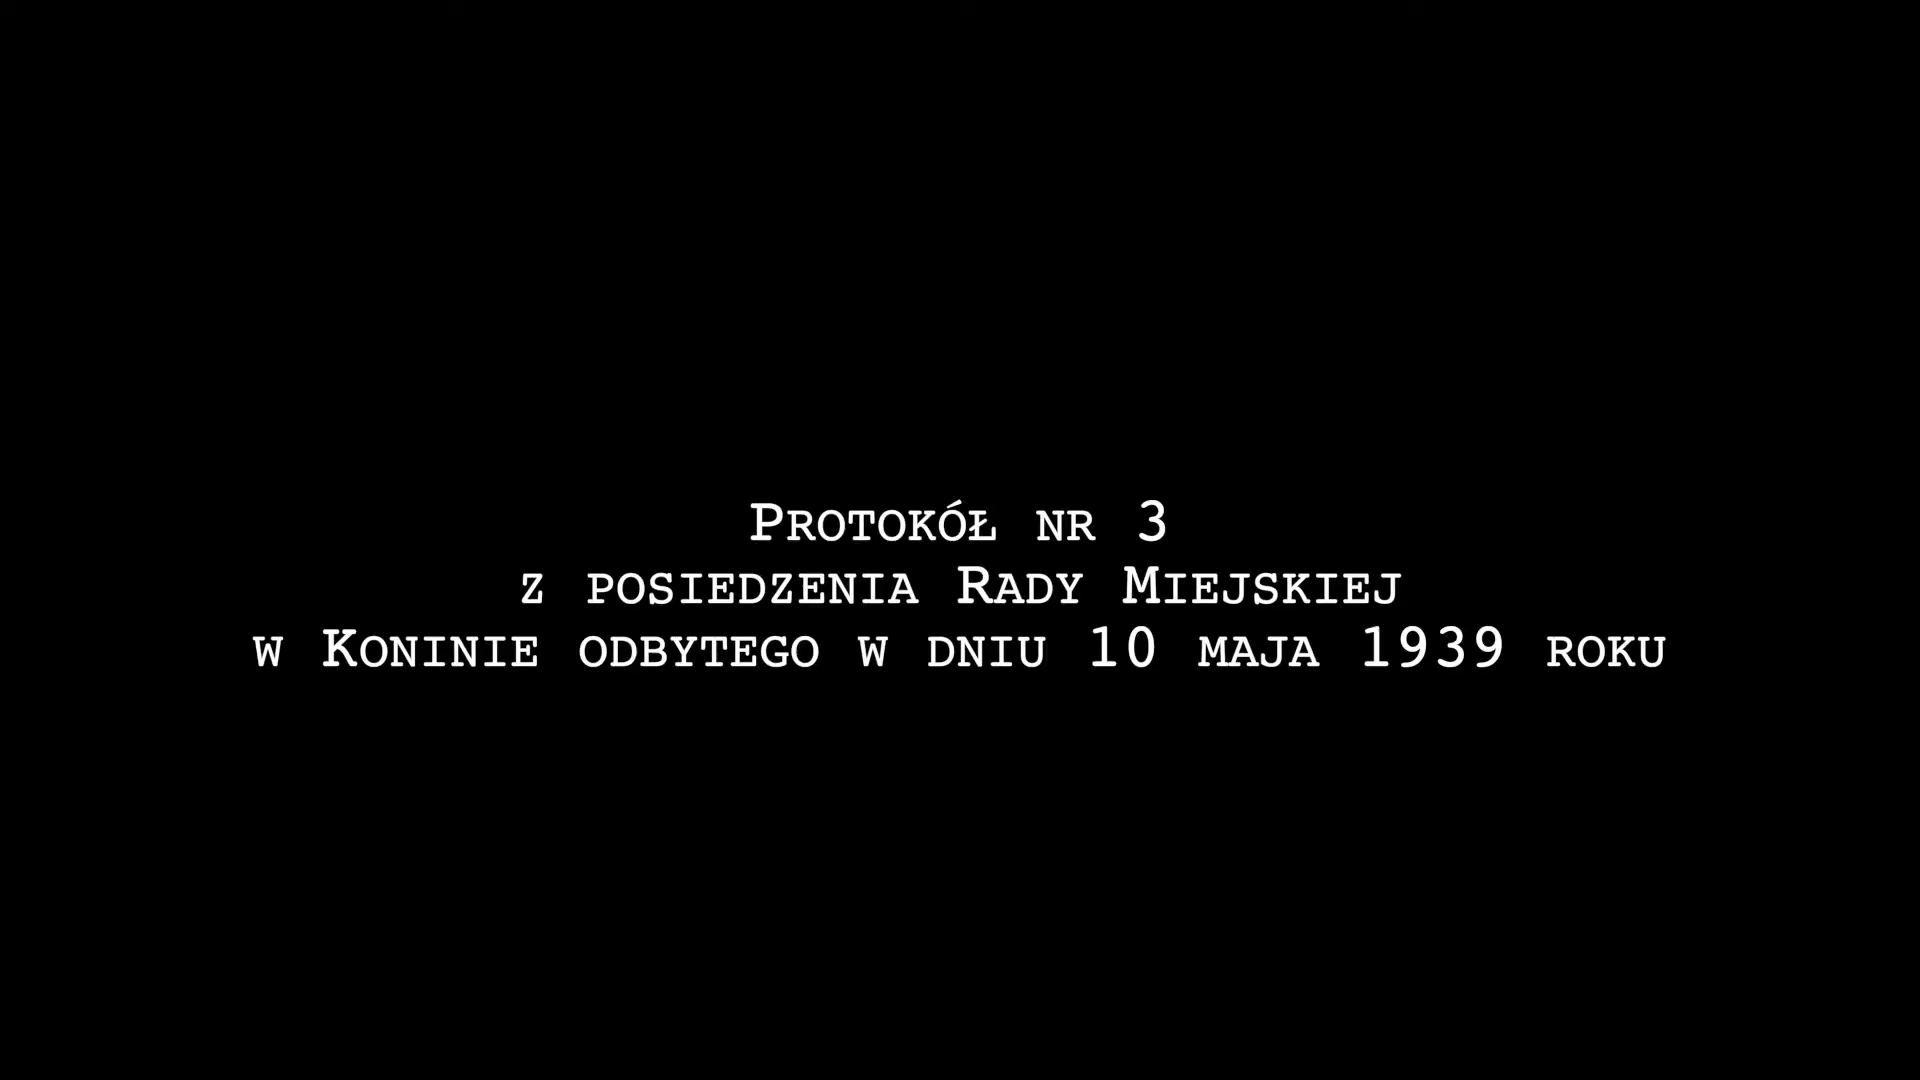 Protokół nr 3
z posiedzenia Rady Miejskiej
w Koninie odbytego w dniu 10 maja 1939 roku